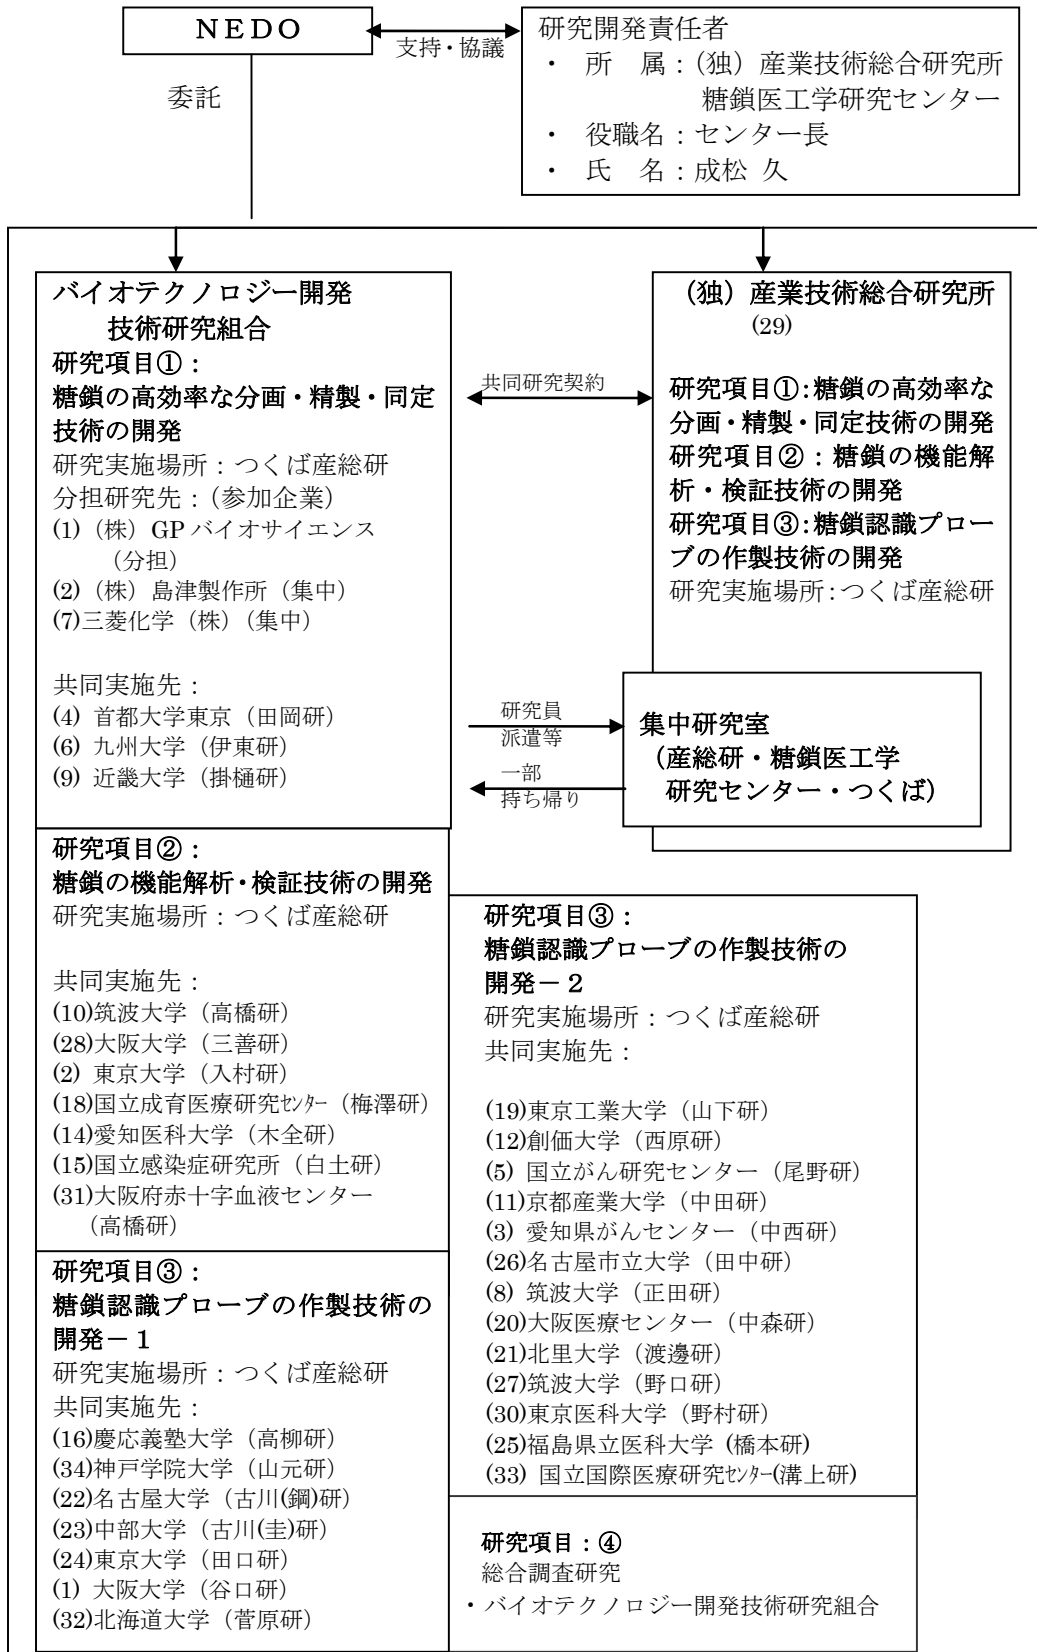 NEDO
支持・協議
研究開発責任者
・ 所　属：（独）産業技術総合研究所
糖鎖医工学研究センター
・ 役職名：センター長
・ 氏　名：成松 久
委託
バイオテクノロジー開発
技術研究組合
研究項目①：
糖鎖の高効率な分画・精製・同定
技術の開発
研究実施場所：つくば産総研
分担研究先：（参加企業）
(1)（株）GPバイオサイエンス
（分担）
(2)（株）島津製作所（集中）
(7)三菱化学（株）（集中）
共同実施先：
(4) 首都大学東京（田岡研）
(6) 九州大学（伊東研）
(9) 近畿大学（掛樋研）
共同研究契約
（独）産業技術総合研究所
(29)
研究項目①：糖鎖の高効率な
分画・精製・同定技術の開発
研究項目②：糖鎖の機能解
析・検証技術の開発
研究項目③：糖鎖認識プロー
ブの作製技術の開発
研究実施場所：つくば産総研
研究員
派遣等
一部
持ち帰り
集中研究室
（産総研・糖鎖医工学
研究センター・つくば）
研究項目②：
糖鎖の機能解析・検証技術の開発
研究実施場所：つくば産総研
共同実施先：
(10)筑波大学（高橋研）
(28)大阪大学（三善研）
(2) 東京大学（入村研）
(18)国立成育医療研究ｾﾝﾀｰ（梅澤研）
(14)愛知医科大学（木全研）
(15)国立感染症研究所（白土研）
(31)大阪府赤十字血液センター
（高橋研）
研究項目③：
糖鎖認識プローブの作製技術の
開発－１
研究実施場所：つくば産総研
共同実施先：
(16)慶応義塾大学（高柳研）
(34)神戸学院大学（山元研）
(22)名古屋大学（古川(鋼)研）
(23)中部大学（古川(圭)研）
(24)東京大学（田口研）
(1) 大阪大学（谷口研）
(32)北海道大学（菅原研）
研究項目③：
糖鎖認識プローブの作製技術の
開発－２
研究実施場所：つくば産総研
共同実施先：
(19)東京工業大学（山下研）
(12)創価大学（西原研）
(5) 国立がん研究センター（尾野研）
(11)京都産業大学（中田研）
(3) 愛知県がんセンター（中西研）
(26)名古屋市立大学（田中研）
(8) 筑波大学（正田研）
(20)大阪医療センター（中森研）
(21)北里大学（渡邊研）
(27)筑波大学（野口研）
(30)東京医科大学（野村研）
(25)福島県立医科大学 (橋本研)
(33) 国立国際医療研究ｾﾝﾀｰ(溝上研)
研究項目：④
総合調査研究
・バイオテクノロジー開発技術研究組合